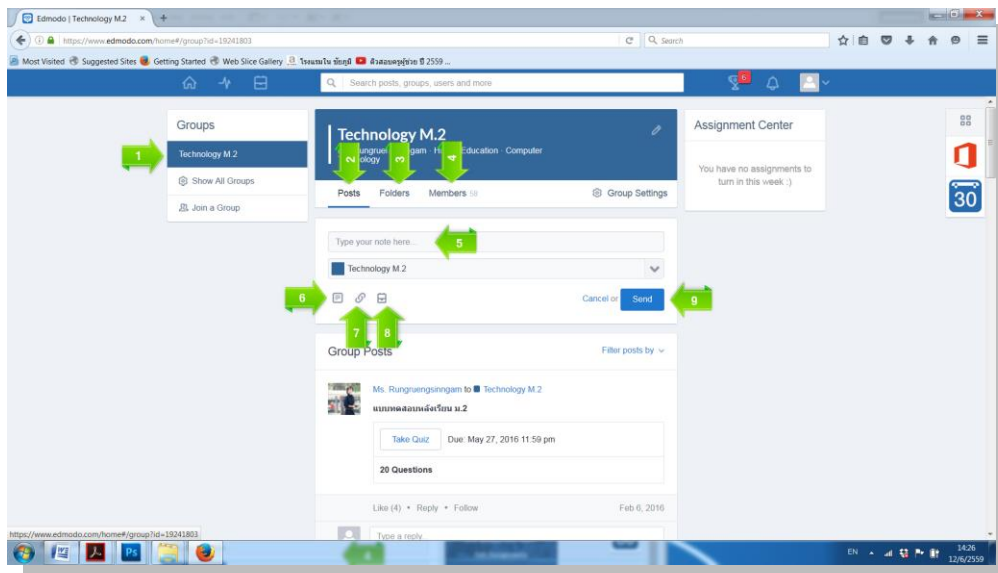 Edmodo | Technology M.2
https://www.edmodo.com/home#/group?id=19241803
Search
Most Visited Suggested Sites Getting Started Web Slice Gallery
Search posts, groups, users and more
6
Groups
Technology M.2
Show All Groups
Join a Group
1
Technology M.2
Education · Computer
2
3
4
Posts Folders Members 59 Group Settings
Assignment Center
You have no assignments to
turn in this week :)
30
Type your note here...
5
Technology M.2
6
Cancel or Send
9
7
8
Group Posts
Filter posts by
Ms. Rungruengsinngam to Technology M.2
แบบทดสอบหลังเรียน ม.2
Take Quiz Due: May 27, 2016 11:59 pm
20 Questions
Like (4) • Reply • Follow Feb 6, 2016
Type a reply...
https://www.edmodo.com/home#/group?id=19241803
Ps
EN
14:26
12/6/2559